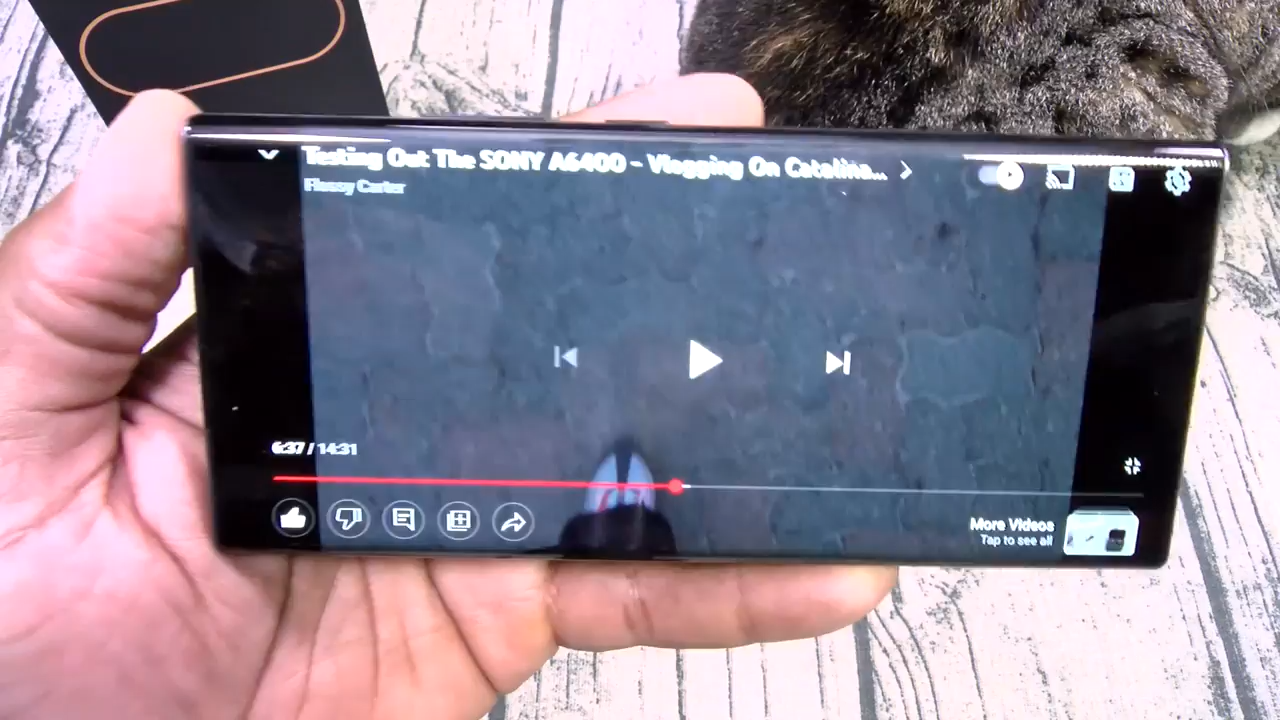 Testing Out The SONY A6400 - Vlogging On Catalina...
Flossy Carter
6:37 / 14:31
More Videos
Tap to see all